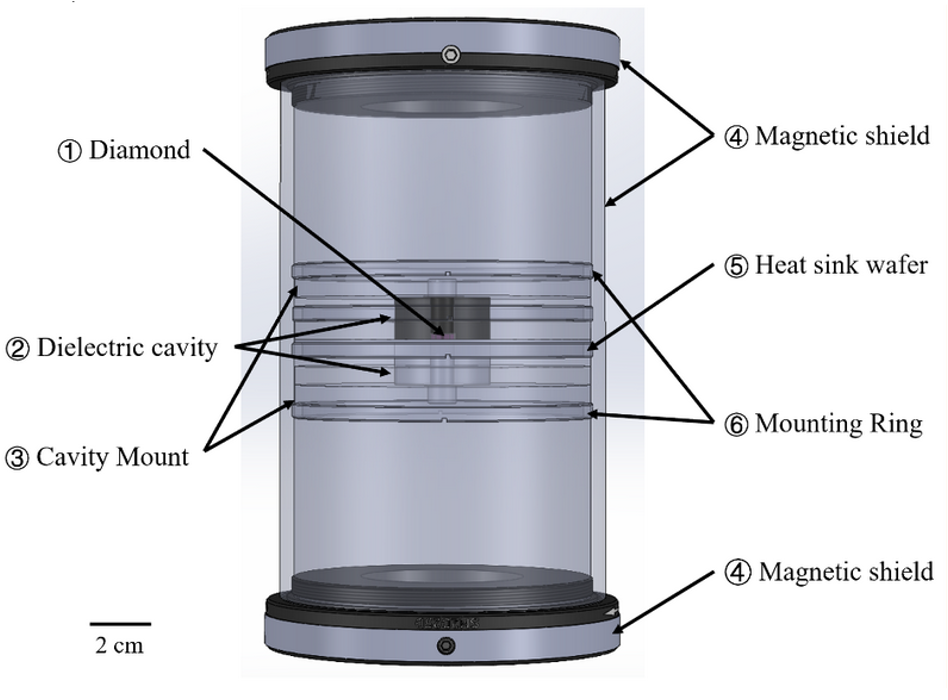 ① Diamond
④ Magnetic shield
⑤ Heat sink wafer
② Dielectric cavity
⑥ Mounting Ring
③ Cavity Mount
④ Magnetic shield
2 cm